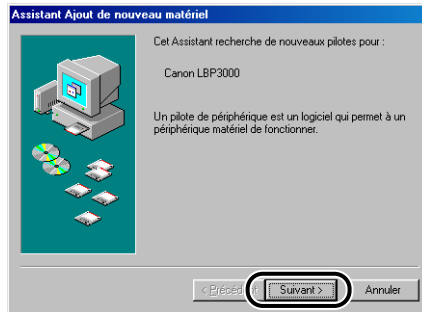 Assistant Ajout de nouveau matériel
Cet Assistant recherche de nouveaux pilotes pour :
Canon LBP3000
Un pilote de périphérique est un logiciel qui permet à un
périphérique matériel de fonctionner.
Suivant > Annuler